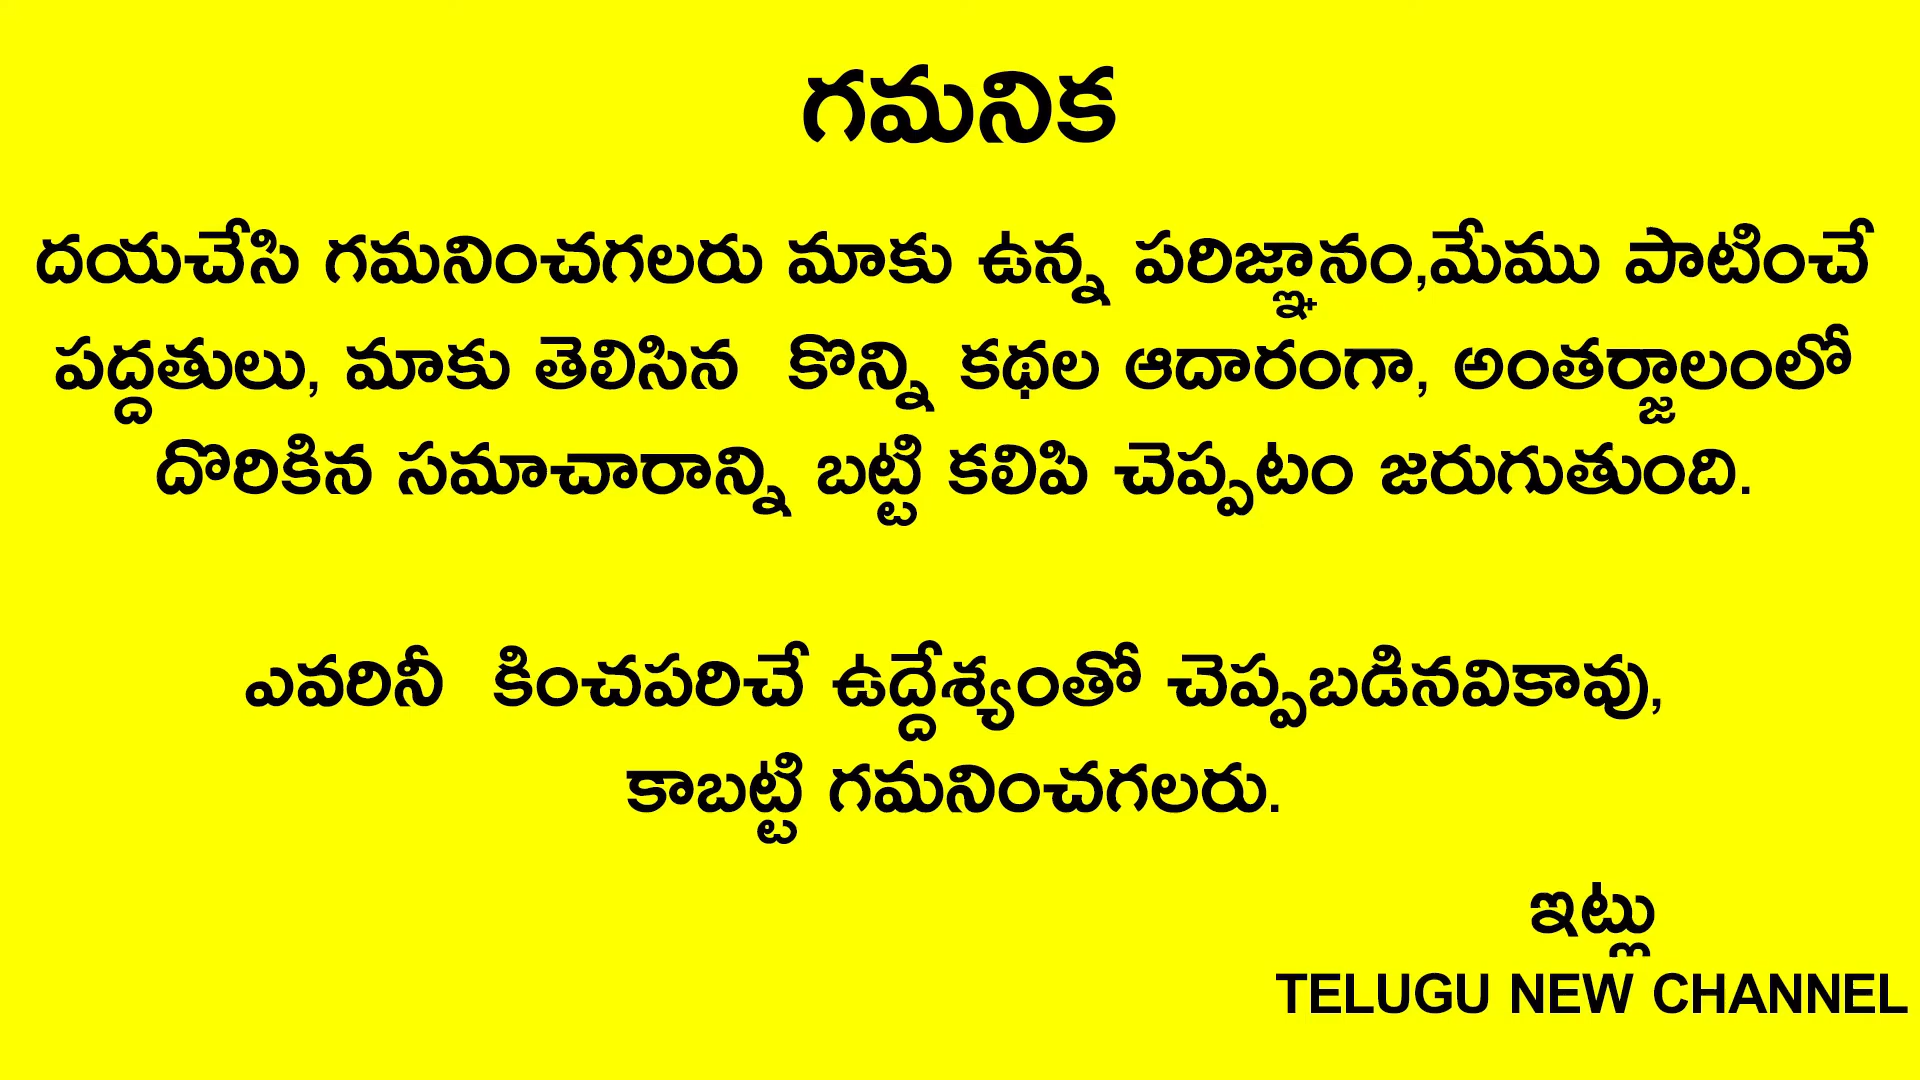 గమనిక
దయచేసి గమనించగలరు మాకు ఉన్న పరిజ్ఞానం,మేము పాటించే
పద్దతులు, మాకు తెలిసిన కొన్ని కథల ఆదారంగా, అంతర్జాలంలో
దొరికిన సమాచారాన్ని బట్టి కలిపి చెప్పటం జరుగుతుంది.
ఎవరినీ కించపరిచే ఉద్దేశ్యంతో చెప్పబడినవికావు,
కాబట్టి గమనించగలరు.
ఇట్లు
TELUGU NEW CHANNEL